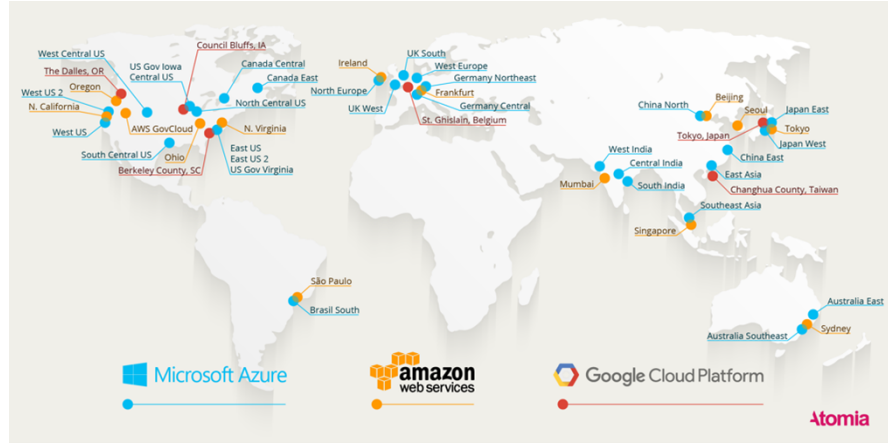 West Central US
The Dalles, OR
Oregon
West US 2
N. California
West US
AWS GovCloud
South Central US
Ohio
Berkeley County, SC
Council Bluffs, IA
US Gov Iowa
Central US
Canada Central
Canada East
North Central US
N. Virginia
East US
East US 2
US Gov Virginia
Ireland
North Europe
UK West
UK South
West Europe
Germany Northeast
Frankfurt
Germany Central
St. Ghislain, Belgium
China North
Beijing
Seoul
Tokyo, Japan
Japan East
Tokyo
Japan West
China East
East Asia
Changhua County, Taiwan
West India
Central India
South India
Mumbai
Southeast Asia
Singapore
São Paulo
Brasil South
Australia East
Sydney
Australia Southeast
Microsoft Azure
amazon
web services
Google Cloud Platform
Atomia